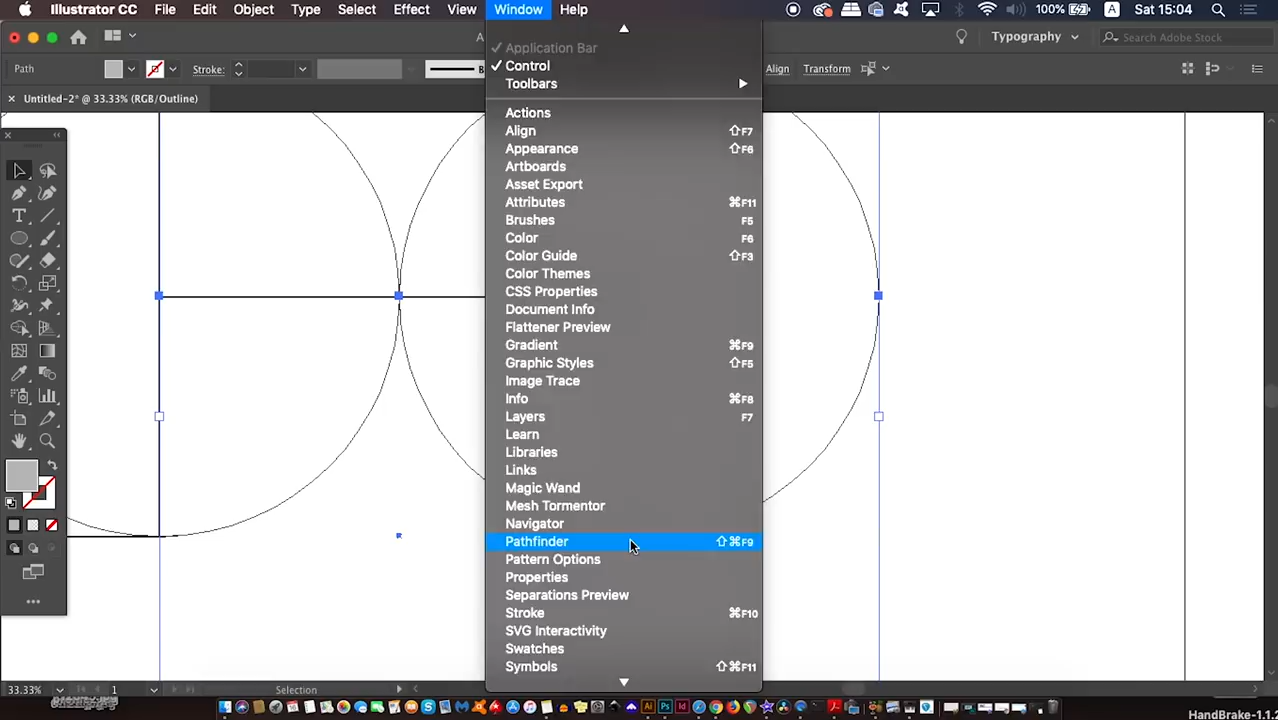 Illustrator CC File Edit Object Type Select Effect View Window Help 100% A Sat 15:04
Typography Search Adobe Stock
Path Stroke: Align Transform
× Untitled-2* @ 33.33% (RGB/Outline)
✓ Application Bar
✓ Control
Toolbars
Actions
Align ⇧F7
Appearance ⇧F6
Artboards
Asset Export
Attributes ⌘F11
Brushes F5
Color F6
Color Guide ⇧F3
Color Themes
CSS Properties
Document Info
Flattener Preview
Gradient ⌘F9
Graphic Styles ⇧F5
Image Trace
Info ⌘F8
Layers F7
Learn
Libraries
Links
Magic Wand
Mesh Tormentor
Navigator
Pathfinder ⇧⌘F9
Pattern Options
Properties
Separations Preview
Stroke ⌘F10
SVG Interactivity
Swatches
Symbols ⇧⌘F11
33.33% 1 Selection
HandBrake-1.1.